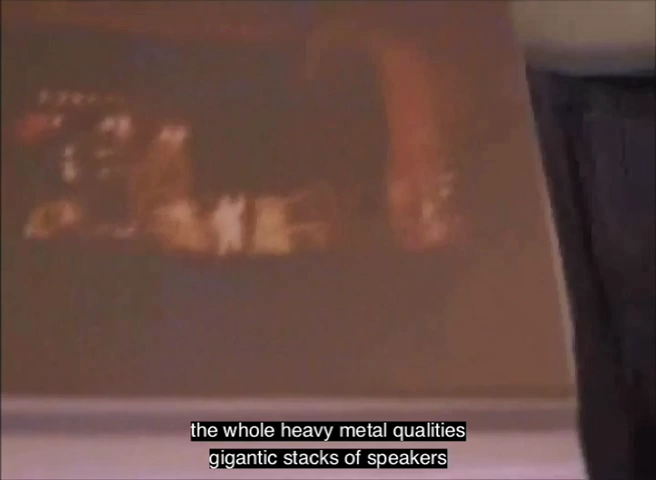 the whole heavy metal qualities
gigantic stacks of speakers